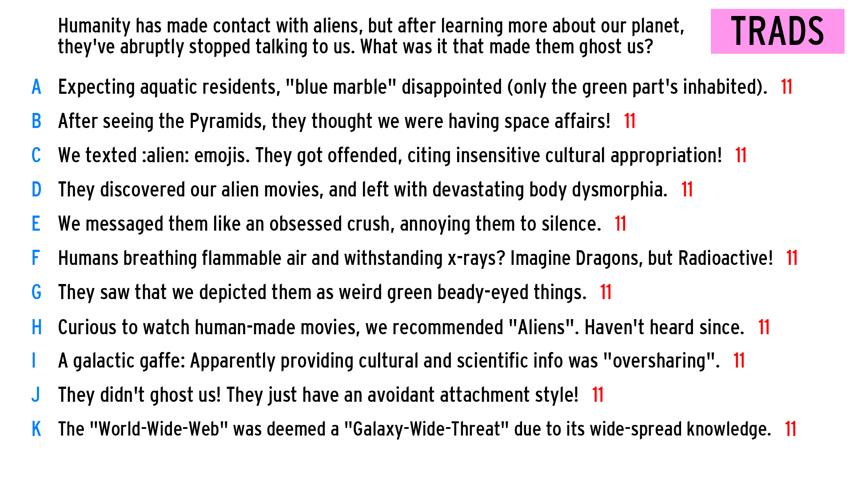 Humanity has made contact with aliens, but after learning more about our planet,
they've abruptly stopped talking to us. What was it that made them ghost us?
TRADS
A Expecting aquatic residents, "blue marble" disappointed (only the green part's inhabited). 11
B After seeing the Pyramids, they thought we were having space affairs! 11
C We texted :alien: emojis. They got offended, citing insensitive cultural appropriation! 11
D They discovered our alien movies, and left with devastating body dysmorphia. 11
E We messaged them like an obsessed crush, annoying them to silence. 11
F Humans breathing flammable air and withstanding x-rays? Imagine Dragons, but Radioactive! 11
G They saw that we depicted them as weird green beady-eyed things. 11
H Curious to watch human-made movies, we recommended "Aliens". Haven't heard since. 11
I A galactic gaffe: Apparently providing cultural and scientific info was "oversharing". 11
J They didn't ghost us! They just have an avoidant attachment style! 11
K The "World-Wide-Web" was deemed a "Galaxy-Wide-Threat" due to its wide-spread knowledge. 11